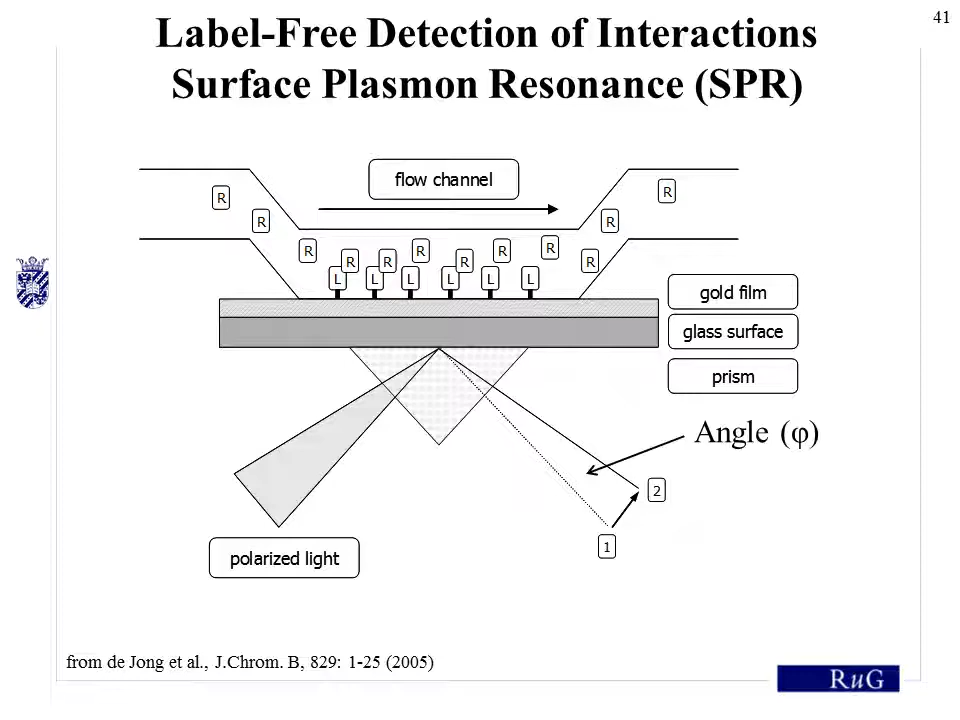 41
Label-Free Detection of Interactions
Surface Plasmon Resonance (SPR)
flow channel
R
R
R
R
R
R
R
R
R
R
R
R
R
L
L
L
L
L
L
gold film
glass surface
prism
Angle (φ)
2
1
polarized light
from de Jong et al., J.Chrom. B, 829: 1-25 (2005)
RuG